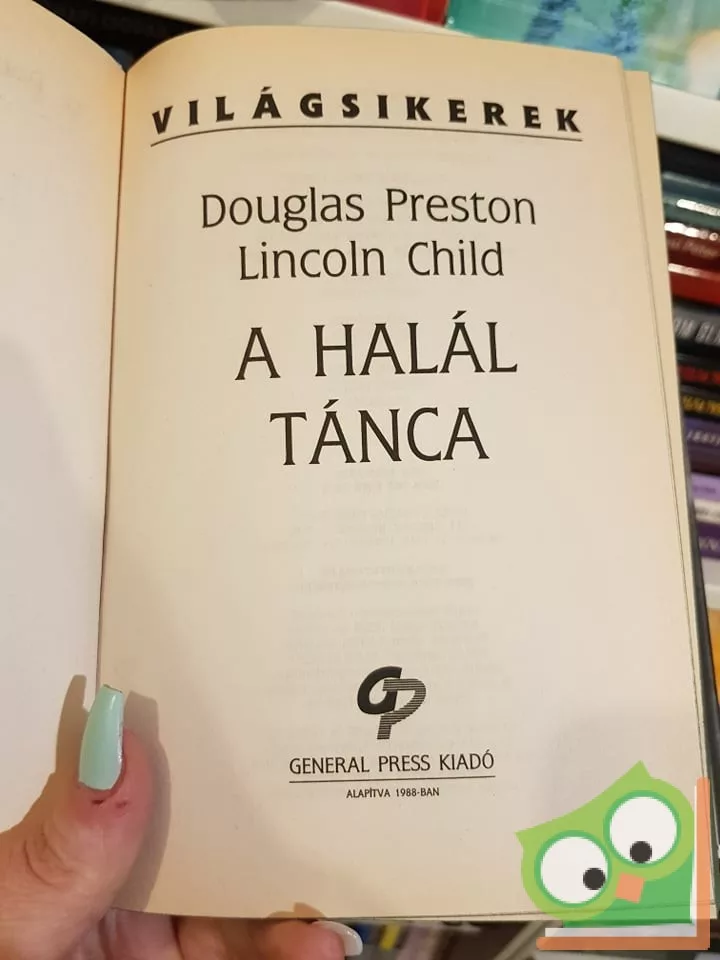 VILÁGSIKEREK
Douglas Preston
Lincoln Child
A HALÁL
TÁNCA
GP
GENERAL PRESS KIADÓ
ALAPÍTVA 1988-BAN